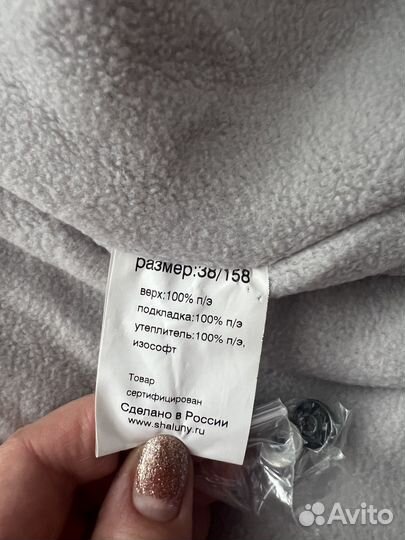 размер:38/158
верх:100% п/э
подкладка:100% п/э
утеплитель:100% п/э,
изософт
Товар
сертифицирован
Сделано в России
www.shaluny.ru
Avito